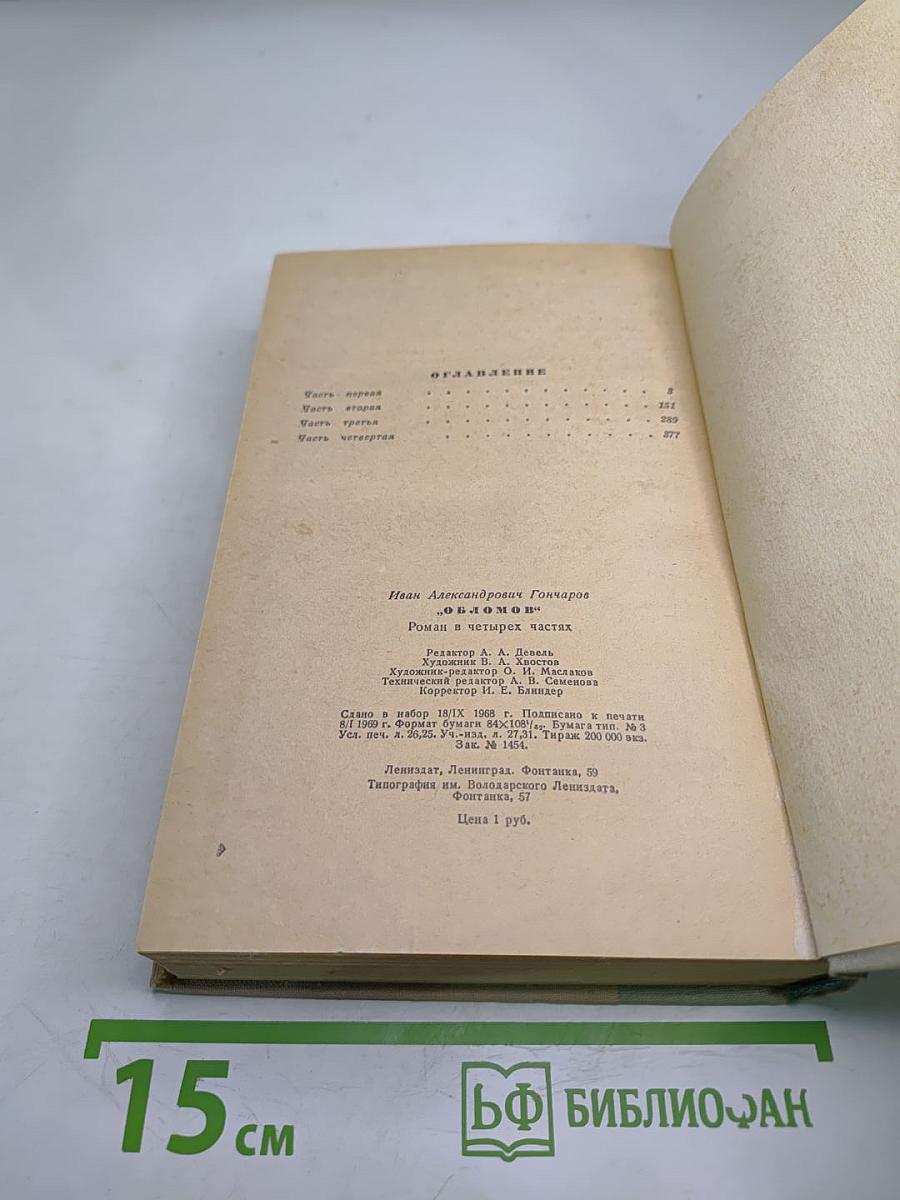 ОГЛАВЛЕНИЕ
Часть первая . . . . . . . . . . . . 3
Часть вторая . . . . . . . . . . . . 151
Часть третья . . . . . . . . . . . . 289
Часть четвертая . . . . . . . . . . . 377
Иван Александрович Гончаров
„ОБЛОМОВ“
Роман в четырех частях
Редактор А. А. Девель
Художник В. А. Хвостов
Художник-редактор О. И. Маслаков
Технический редактор А. В. Семенова
Корректор И. Е. Блиндер
Сдано в набор 18/IX 1968 г. Подписано к печати
8/I 1969 г. Формат бумаги 84×108¹/₃₂. Бумага тип. № 3
Усл. печ. л. 26,25. Уч.-изд. л. 27,31. Тираж 200 000 экз.
Зак. № 1454.
Лениздат, Ленинград. Фонтанка, 59
Типография им. Володарского Лениздата,
Фонтанка, 57
Цена 1 руб.
15 см
БФ БИБЛИОФАН